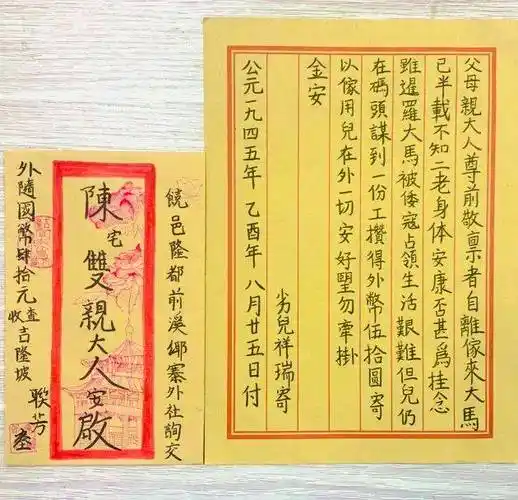 父母親大人尊前敬禀者自離傢來大馬
已半載不知二老身体安康否甚爲挂念
雖暹羅大馬被倭寇占領生活艱難但兒仍
在碼頭謀到一份工攢得外幣伍拾圓寄
以傢用兒在外一切安好望勿牽掛
金安
劣兒祥瑞寄
公元一九四五年 乙酉年 八月廿五日付
饒邑隆都前溪鄉寨外社詢交
陳宅雙親大人安啟
外隨國幣肆拾元查收吉隆坡